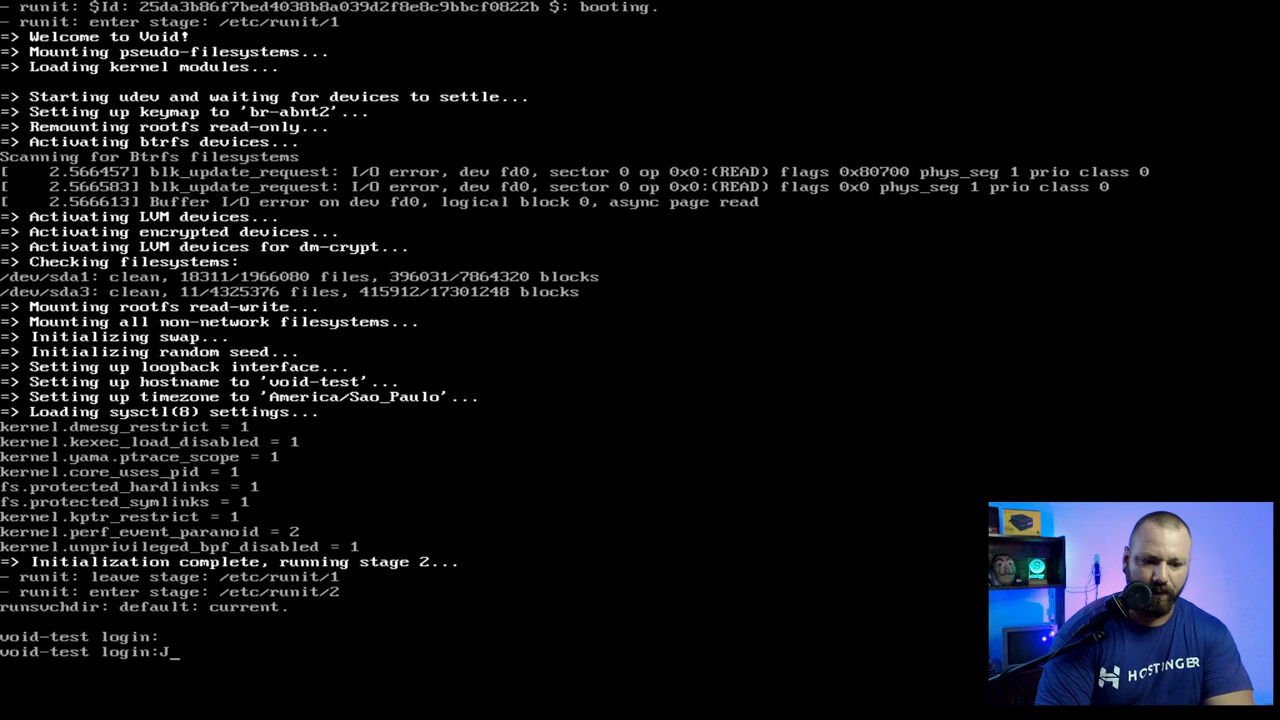 - runit: $Id: 25da3b86f7bed4038b8a039d2f8e8c9bbcf0822b $: booting.
- runit: enter stage: /etc/runit/1
=> Welcome to Void!
=> Mounting pseudo-filesystems...
=> Loading kernel modules...
=> Starting udev and waiting for devices to settle...
=> Setting up keymap to 'br-abnt2'...
=> Remounting rootfs read-only...
=> Activating btrfs devices...
Scanning for Btrfs filesystems
[    2.566457] blk_update_request: I/O error, dev fd0, sector 0 op 0x0:(READ) flags 0x80700 phys_seg 1 prio class 0
[    2.566583] blk_update_request: I/O error, dev fd0, sector 0 op 0x0:(READ) flags 0x0 phys_seg 1 prio class 0
[    2.566613] Buffer I/O error on dev fd0, logical block 0, async page read
=> Activating LVM devices...
=> Activating encrypted devices...
=> Activating LVM devices for dm-crypt...
=> Checking filesystems:
/dev/sda1: clean, 18311/1966080 files, 396031/7864320 blocks
/dev/sda3: clean, 11/4325376 files, 415912/17301248 blocks
=> Mounting rootfs read-write...
=> Mounting all non-network filesystems...
=> Initializing swap...
=> Initializing random seed...
=> Setting up loopback interface...
=> Setting up hostname to 'void-test'...
=> Setting up timezone to 'America/Sao_Paulo'...
=> Loading sysctl(8) settings...
kernel.dmesg_restrict = 1
kernel.kexec_load_disabled = 1
kernel.yama.ptrace_scope = 1
kernel.core_uses_pid = 1
fs.protected_hardlinks = 1
fs.protected_symlinks = 1
kernel.kptr_restrict = 1
kernel.perf_event_paranoid = 2
kernel.unprivileged_bpf_disabled = 1
=> Initialization complete, running stage 2...
- runit: leave stage: /etc/runit/1
- runit: enter stage: /etc/runit/2
runsvchdir: default: current.
void-test login:
void-test login:J_
HOSTINGER